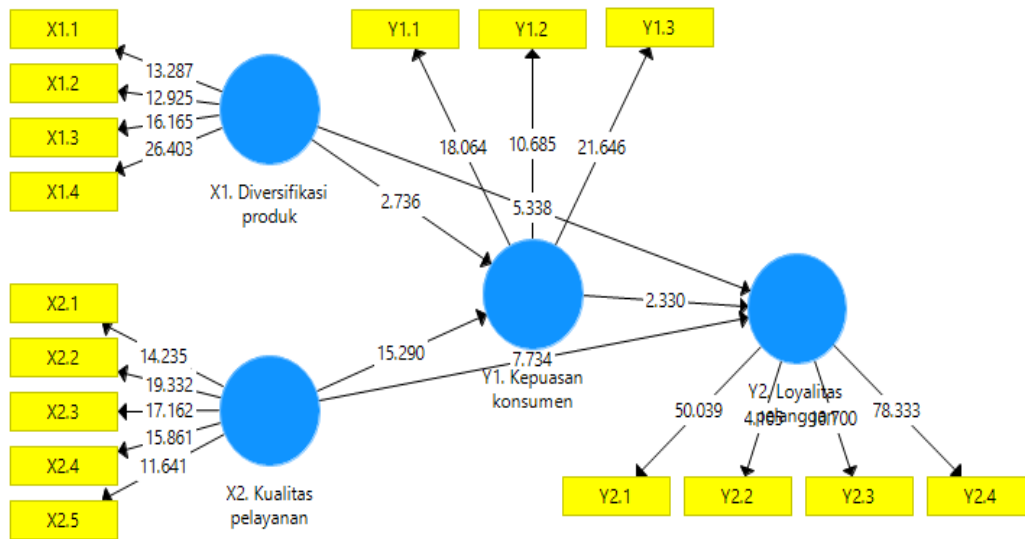 X1.1
X1.2
X1.3
X1.4
13.287
12.925
16.165
26.403
X1. Diversifikasi
produk
Y1.1
Y1.2
Y1.3
18.064
10.685
21.646
2.736
5.338
X2.1
X2.2
X2.3
X2.4
X2.5
14.235
19.332
17.162
15.861
11.641
X2. Kualitas
pelayanan
15.290
7.734
2.330
Y1. Kepuasan
konsumen
Y2. Loyalitas
pelanggan
50.039
78.333
Y2.1
Y2.2
Y2.3
Y2.4